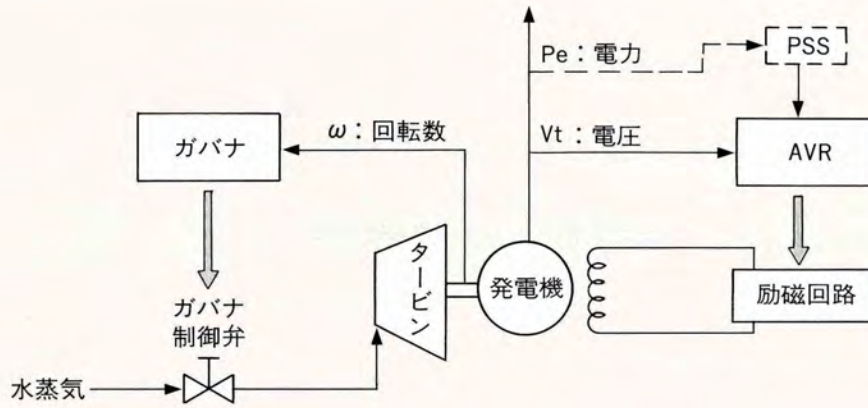 Pe：電力
PSS
ω：回転数
Vt：電圧
ガバナ
AVR
タービン
発電機
励磁回路
ガバナ
制御弁
水蒸気